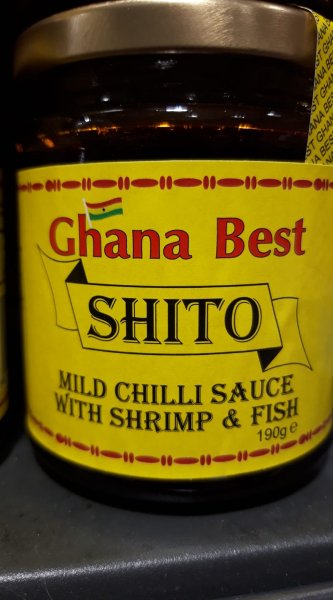 Ghana Best
SHITO
MILD CHILLI SAUCE
WITH SHRIMP & FISH
190g e